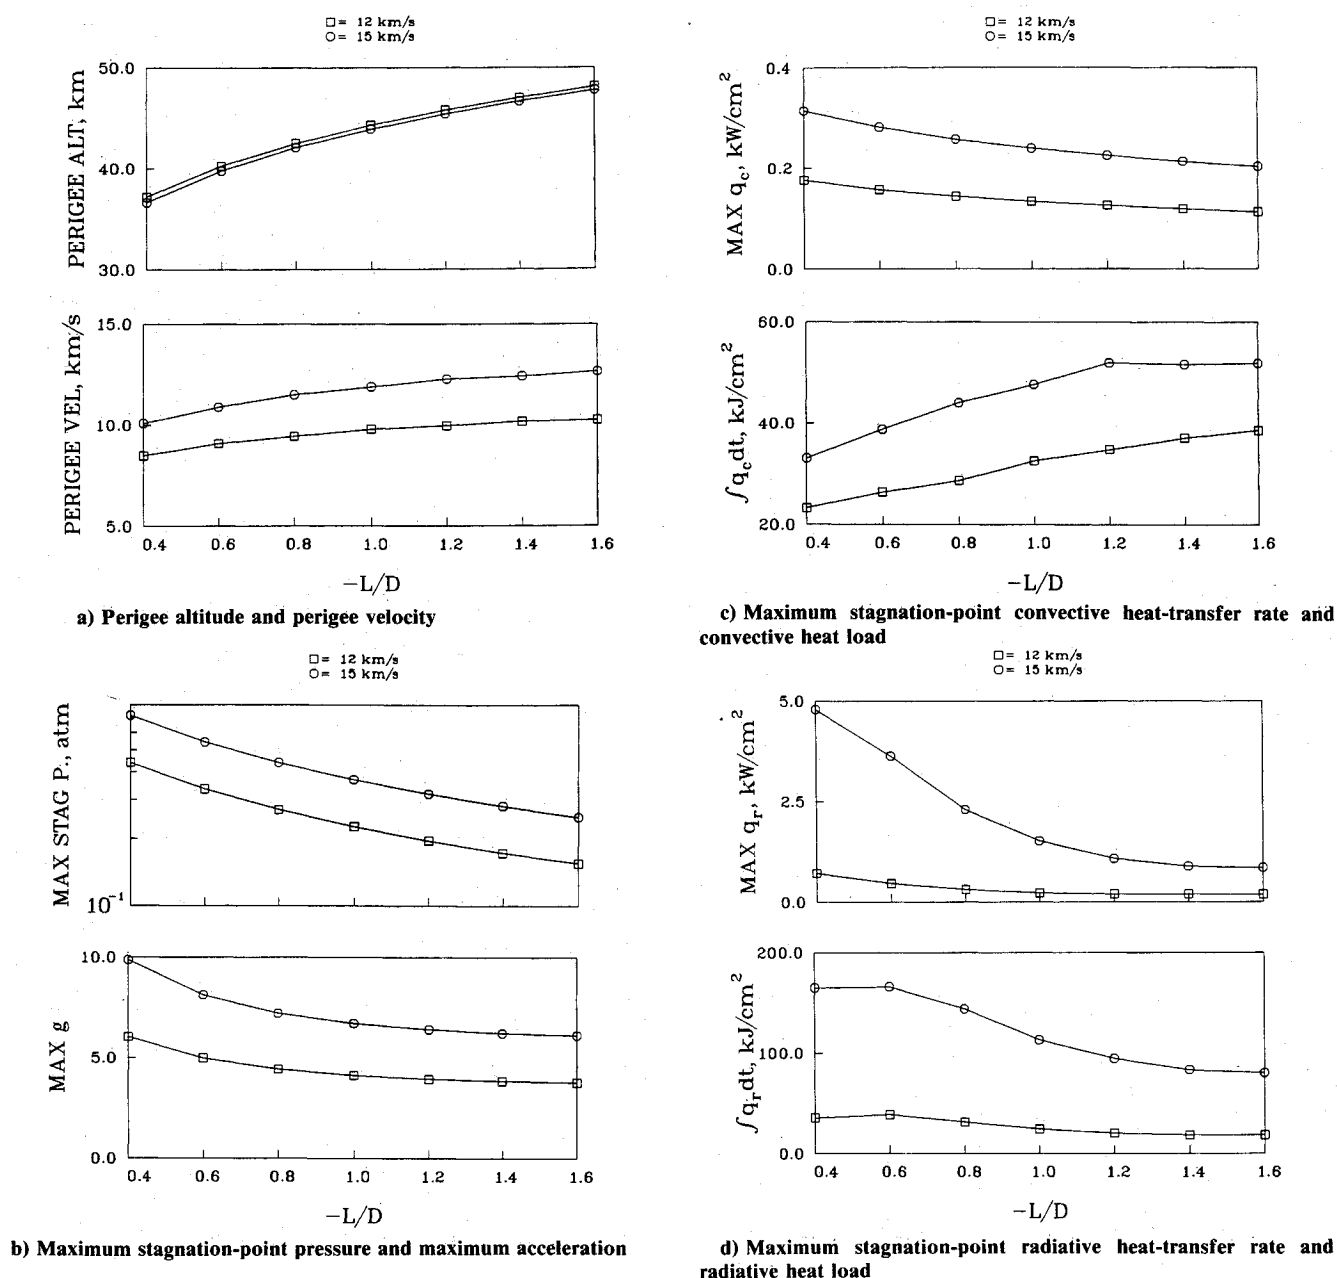 □= 12 km/s
○= 15 km/s
PERIGEE ALT, km
50.0
40.0
30.0
PERIGEE VEL, km/s
15.0
10.0
5.0
0.4 0.6 0.8 1.0 1.2 1.4 1.6
−L/D
a) Perigee altitude and perigee velocity
□= 12 km/s
○= 15 km/s
MAX STAG P., atm
10⁻¹
MAX g
10.0
5.0
0.0
0.4 0.6 0.8 1.0 1.2 1.4 1.6
−L/D
b) Maximum stagnation-point pressure and maximum acceleration
□= 12 km/s
○= 15 km/s
MAX q_c, kW/cm²
0.4
0.2
0.0
∫q_c dt, kJ/cm²
60.0
40.0
20.0
0.4 0.6 0.8 1.0 1.2 1.4 1.6
−L/D
c) Maximum stagnation-point convective heat-transfer rate and
convective heat load
□= 12 km/s
○= 15 km/s
MAX q_r, kW/cm²
5.0
2.5
0.0
∫q_r dt, kJ/cm²
200.0
100.0
0.0
0.4 0.6 0.8 1.0 1.2 1.4 1.6
−L/D
d) Maximum stagnation-point radiative heat-transfer rate and
radiative heat load